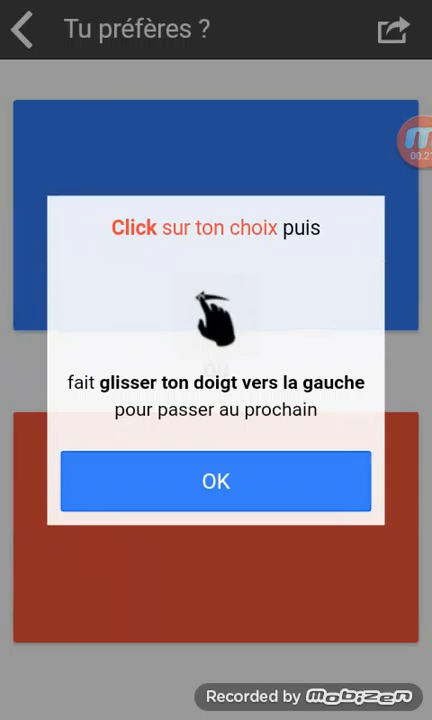 Tu préfères ?
Click sur ton choix puis
fait glisser ton doigt vers la gauche
pour passer au prochain
OK
Recorded by mobizen